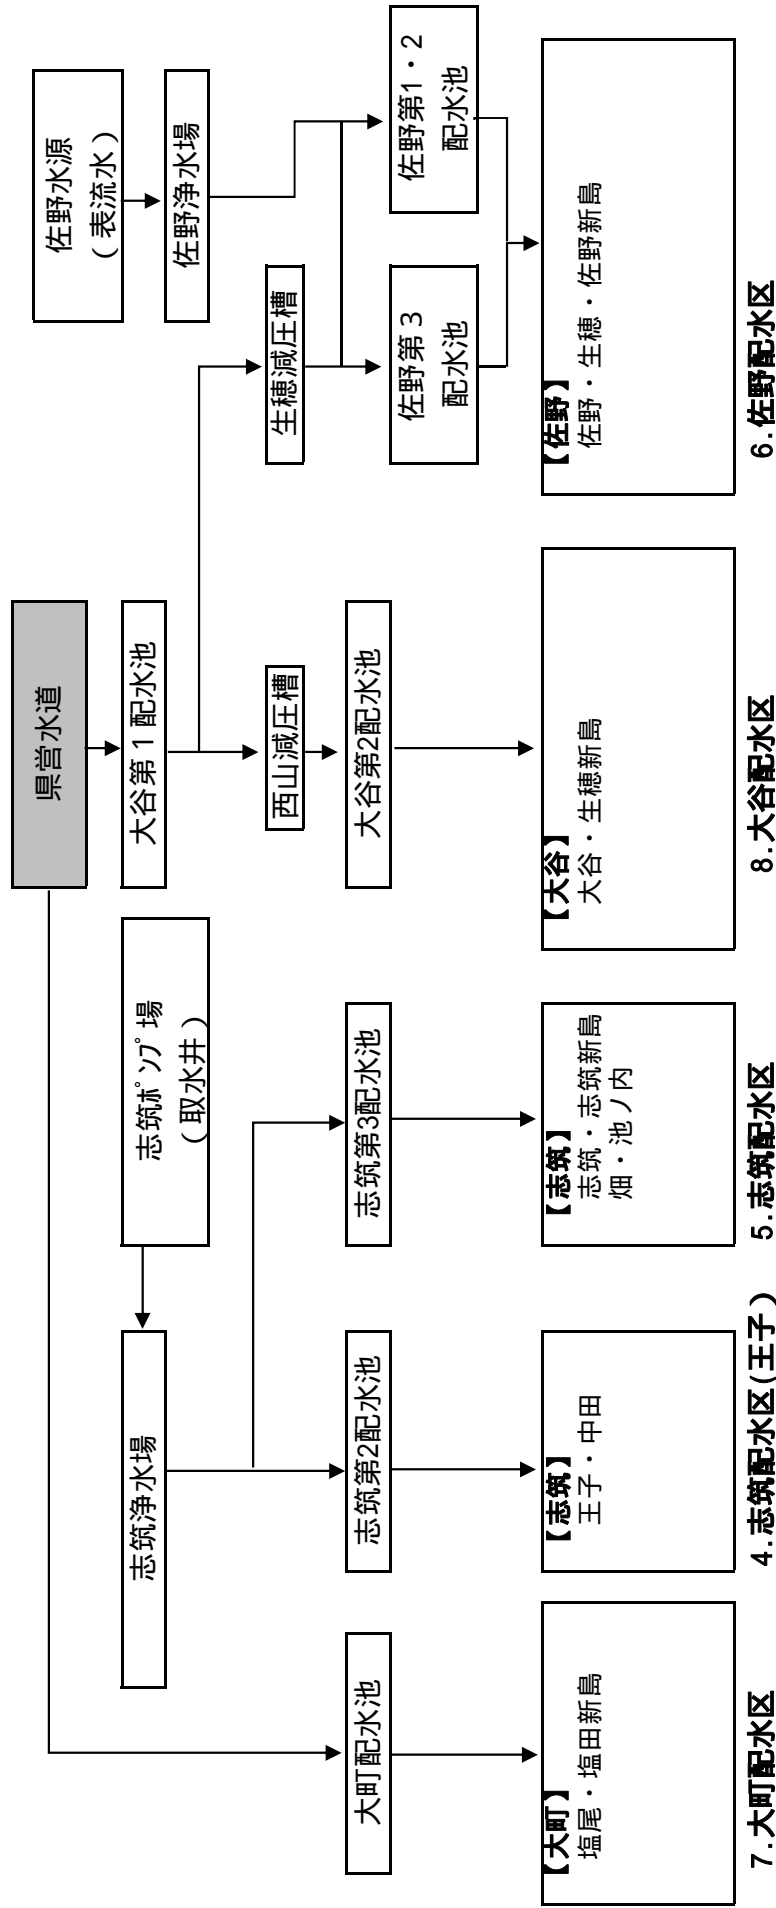 県営水道
佐野水源
（表流水）
志筑浄水場
志筑ﾎﾟﾝﾌﾟ場
（取水井）
大谷第１配水池
佐野浄水場
西山減圧槽
生穂減圧槽
大町配水池
志筑第2配水池
志筑第3配水池
大谷第2配水池
佐野第３
配水池
佐野第1・2
配水池
【大町】
塩尾・塩田新島
【志筑】
王子・中田
【志筑】
志筑・志筑新島
畑・池ノ内
【大谷】
大谷・生穂新島
【佐野】
佐野・生穂・佐野新島
7.大町配水区
4.志筑配水区(王子)
5.志筑配水区
8.大谷配水区
6.佐野配水区